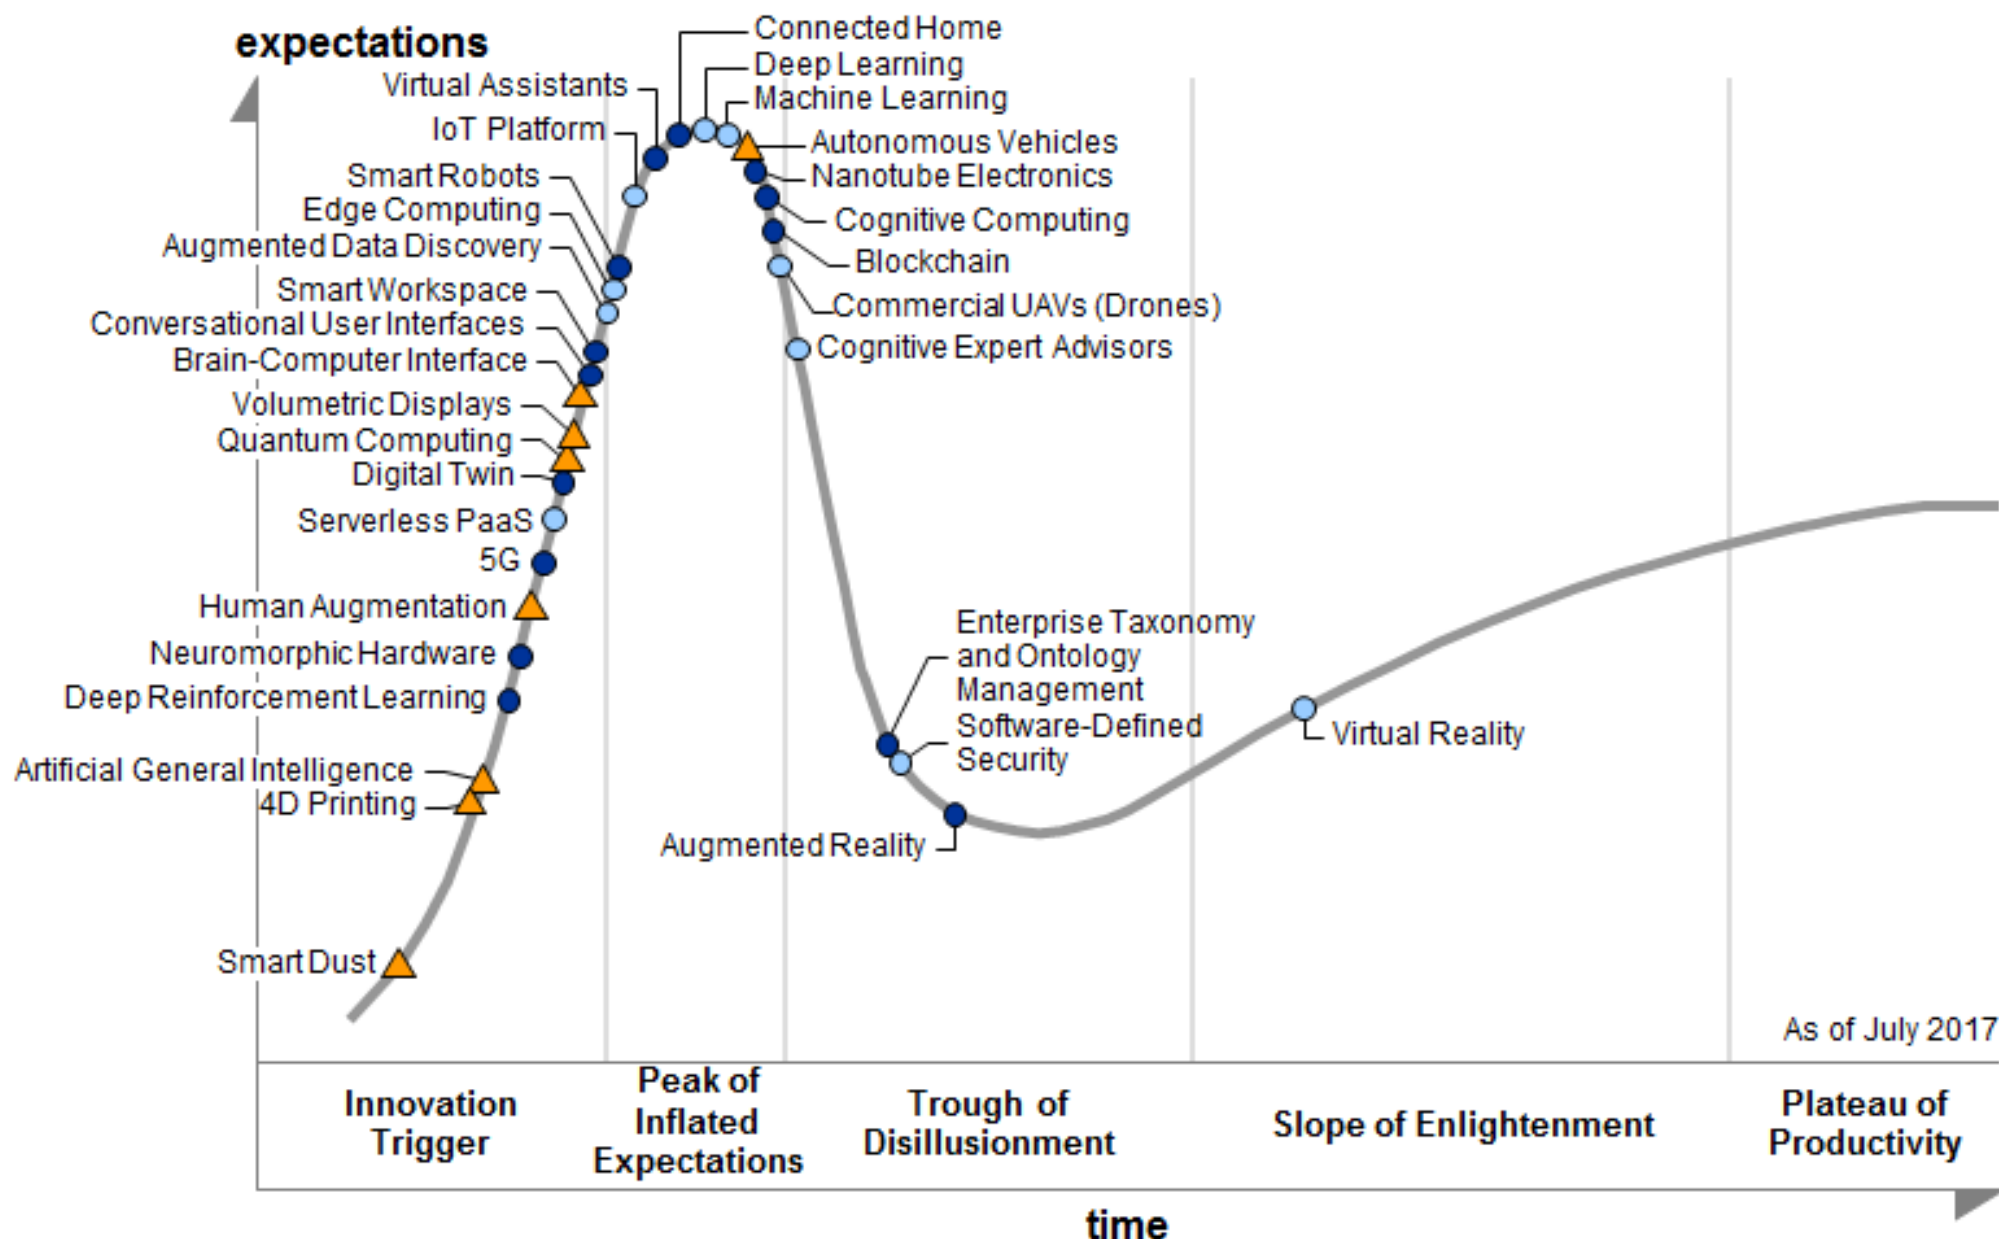 expectations
Connected Home
Deep Learning
Virtual Assistants
Machine Learning
IoT Platform
Autonomous Vehicles
Smart Robots
Nanotube Electronics
Edge Computing
Cognitive Computing
Augmented Data Discovery
Blockchain
Smart Workspace
Commercial UAVs (Drones)
Conversational User Interfaces
Cognitive Expert Advisors
Brain-Computer Interface
Volumetric Displays
Quantum Computing
Digital Twin
Serverless PaaS
5G
Human Augmentation
Enterprise Taxonomy
and Ontology
Management
Neuromorphic Hardware
Deep Reinforcement Learning
Software-Defined
Security
Virtual Reality
Artificial General Intelligence
4D Printing
Augmented Reality
Smart Dust
As of July 2017
Innovation
Trigger
Peak of
Inflated
Expectations
Trough of
Disillusionment
Slope of Enlightenment
Plateau of
Productivity
time